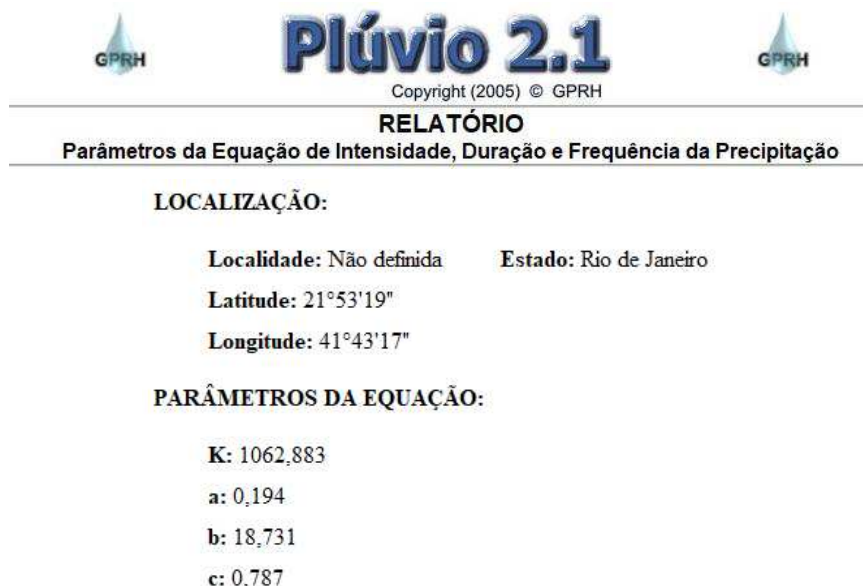 GPRH Plúvio 2.1 GPRH
Copyright (2005) © GPRH
RELATÓRIO
Parâmetros da Equação de Intensidade, Duração e Frequência da Precipitação
LOCALIZAÇÃO:
Localidade: Não definida Estado: Rio de Janeiro
Latitude: 21°53'19"
Longitude: 41°43'17"
PARÂMETROS DA EQUAÇÃO:
K: 1062,883
a: 0,194
b: 18,731
c: 0,787